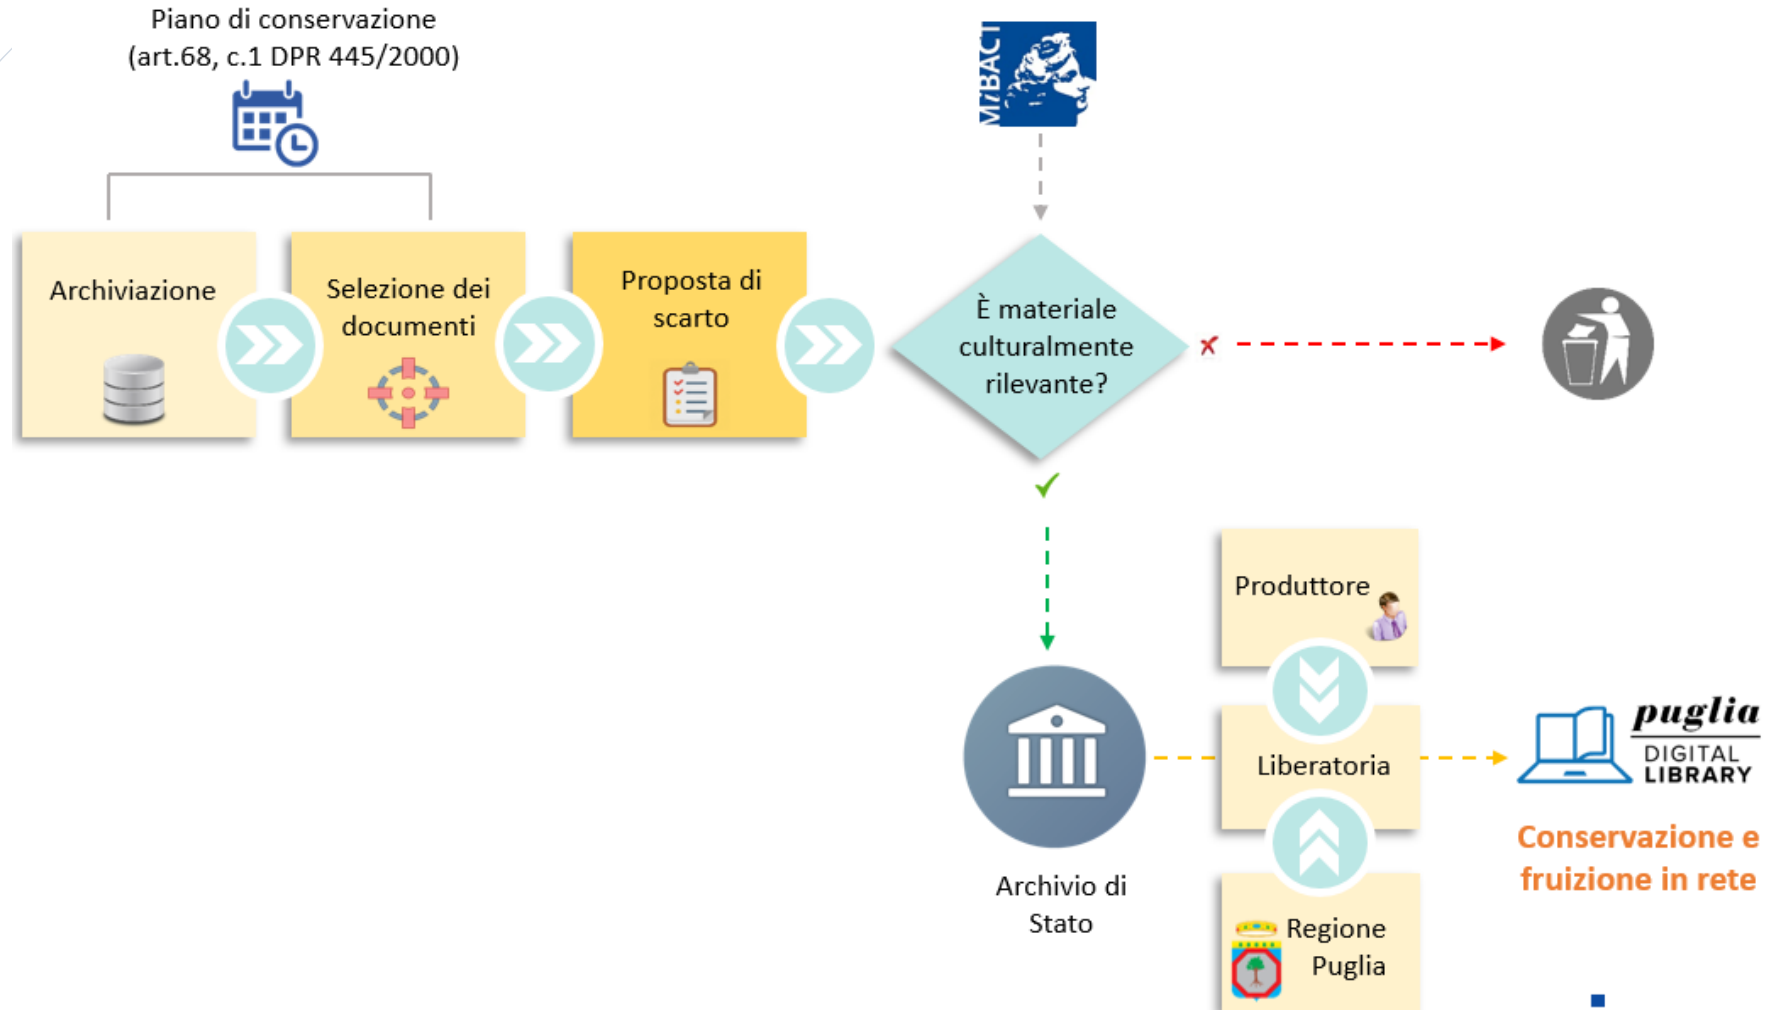 Piano di conservazione
(art.68, c.1 DPR 445/2000)
MiBACT
Archiviazione
Selezione dei
documenti
Proposta di
scarto
È materiale
culturalmente
rilevante?
Produttore
Liberatoria
Regione
Puglia
Archivio di
Stato
puglia
DIGITAL
LIBRARY
Conservazione e
fruizione in rete